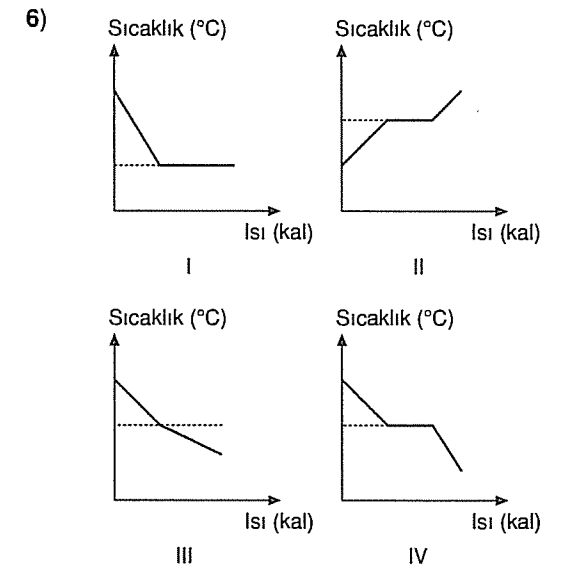 6)
Sıcaklık (°C)
Isı (kal)
I
Sıcaklık (°C)
Isı (kal)
II
Sıcaklık (°C)
Isı (kal)
III
Sıcaklık (°C)
Isı (kal)
IV